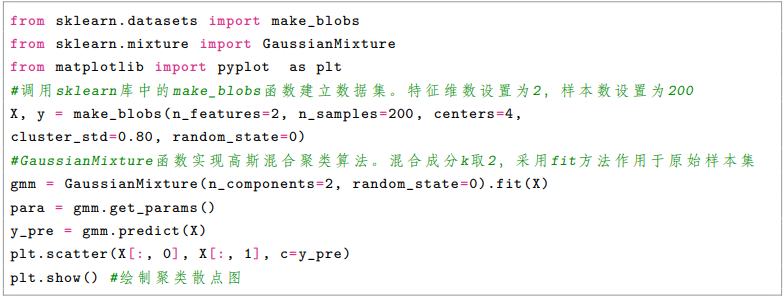 from sklearn.datasets import make_blobs
from sklearn.mixture import GaussianMixture
from matplotlib import pyplot  as plt
#调用sklearn库中的make_blobs函数建立数据集。特征维数设置为2，样本数设置为200
X, y = make_blobs(n_features=2, n_samples=200, centers=4,
cluster_std=0.80, random_state=0)
#GaussianMixture函数实现高斯混合聚类算法。混合成分k取2，采用fit方法作用于原始样本集
gmm = GaussianMixture(n_components=2, random_state=0).fit(X)
para = gmm.get_params()
y_pre = gmm.predict(X)
plt.scatter(X[:, 0], X[:, 1], c=y_pre)
plt.show() #绘制聚类散点图